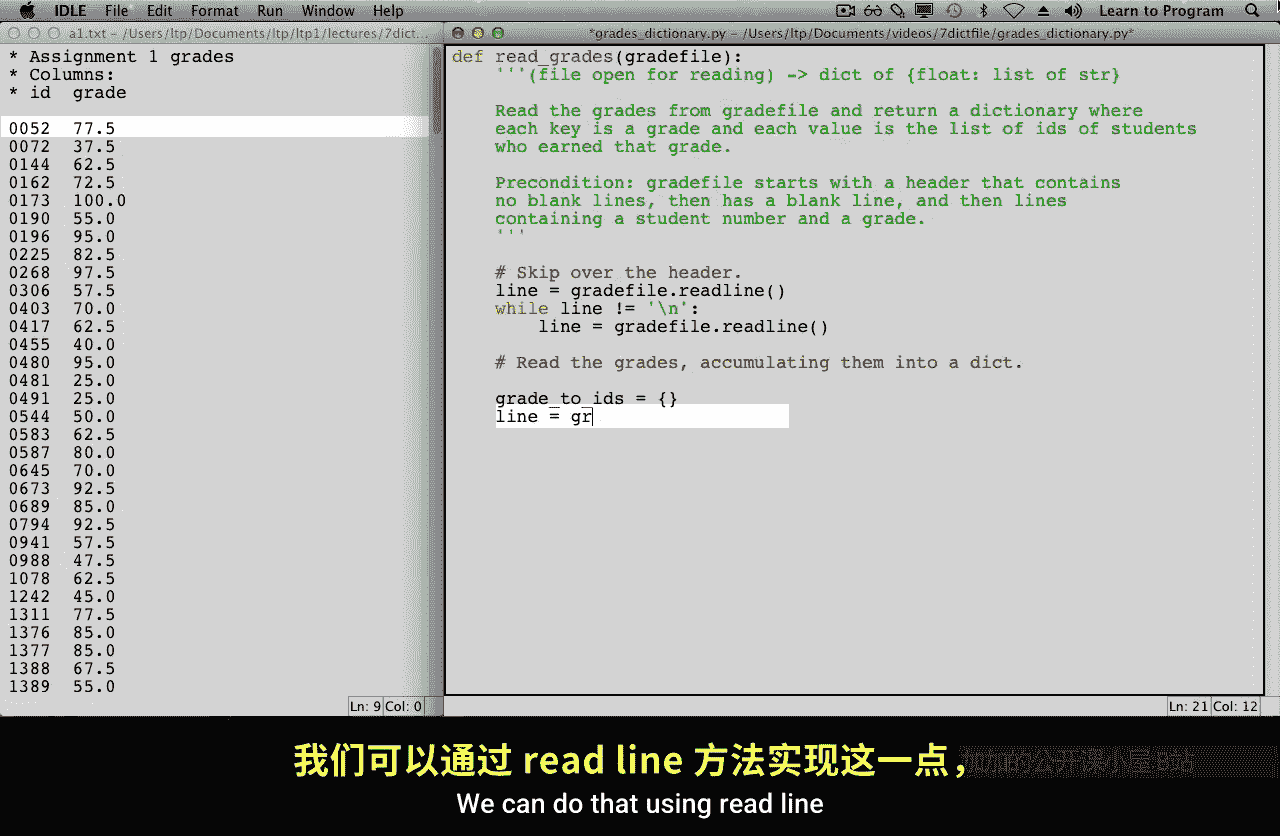 IDLE File Edit Format Run Window Help Learn to Program
a1.txt – /Users/ltp/Documents/ltp/ltp1/lectures/7dict...
* Assignment 1 grades
* Columns:
* id grade
0052 77.5
0072 37.5
0144 62.5
0162 72.5
0173 100.0
0190 55.0
0196 95.0
0225 82.5
0268 97.5
0306 57.5
0403 70.0
0417 62.5
0455 40.0
0480 95.0
0481 25.0
0491 25.0
0544 50.0
0583 62.5
0587 80.0
0645 70.0
0673 92.5
0689 85.0
0794 92.5
0941 57.5
0988 47.5
1078 62.5
1242 45.0
1311 77.5
1376 85.0
1377 85.0
1388 67.5
1389 55.0
Ln: 9 Col: 0
*grades_dictionary.py – /Users/ltp/Documents/videos/7dictfile/grades_dictionary.py*
def read_grades(gradefile):
'''(file open for reading) -> dict of {float: list of str}
Read the grades from gradefile and return a dictionary where
each key is a grade and each value is the list of ids of students
who earned that grade.
Precondition: gradefile starts with a header that contains
no blank lines, then has a blank line, and then lines
containing a student number and a grade.
'''
# Skip over the header.
line = gradefile.readline()
while line != '\n':
line = gradefile.readline()
# Read the grades, accumulating them into a dict.
grade_to_ids = {}
line = gr
Ln: 21 Col: 12
我们可以通过 read line 方法实现这一点，
We can do that using read line